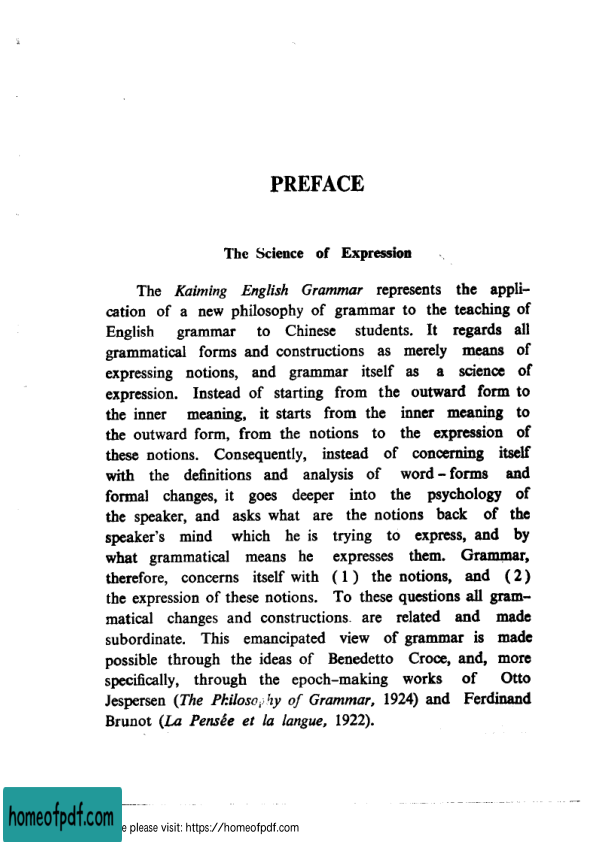 PREFACE
The Science of Expression
The Kaiming English Grammar represents the appli-
cation of a new philosophy of grammar to the teaching of
English grammar to Chinese students. It regards all
grammatical forms and constructions as merely means of
expressing notions, and grammar itself as a science of
expression. Instead of starting from the outward form to
the inner meaning, it starts from the inner meaning to
the outward form, from the notions to the expression of
these notions. Consequently, instead of concerning itself
with the definitions and analysis of word-forms and
formal changes, it goes deeper into the psychology of
the speaker, and asks what are the notions back of the
speaker's mind which he is trying to express, and by
what grammatical means he expresses them. Grammar,
therefore, concerns itself with (1) the notions, and (2)
the expression of these notions. To these questions all gram-
matical changes and constructions are related and made
subordinate. This emancipated view of grammar is made
possible through the ideas of Benedetto Croce, and, more
specifically, through the epoch-making works of Otto
Jespersen (The Philosophy of Grammar, 1924) and Ferdinand
Brunot (La Pensée et la langue, 1922).
homeofpdf.com
e please visit: https://homeofpdf.com